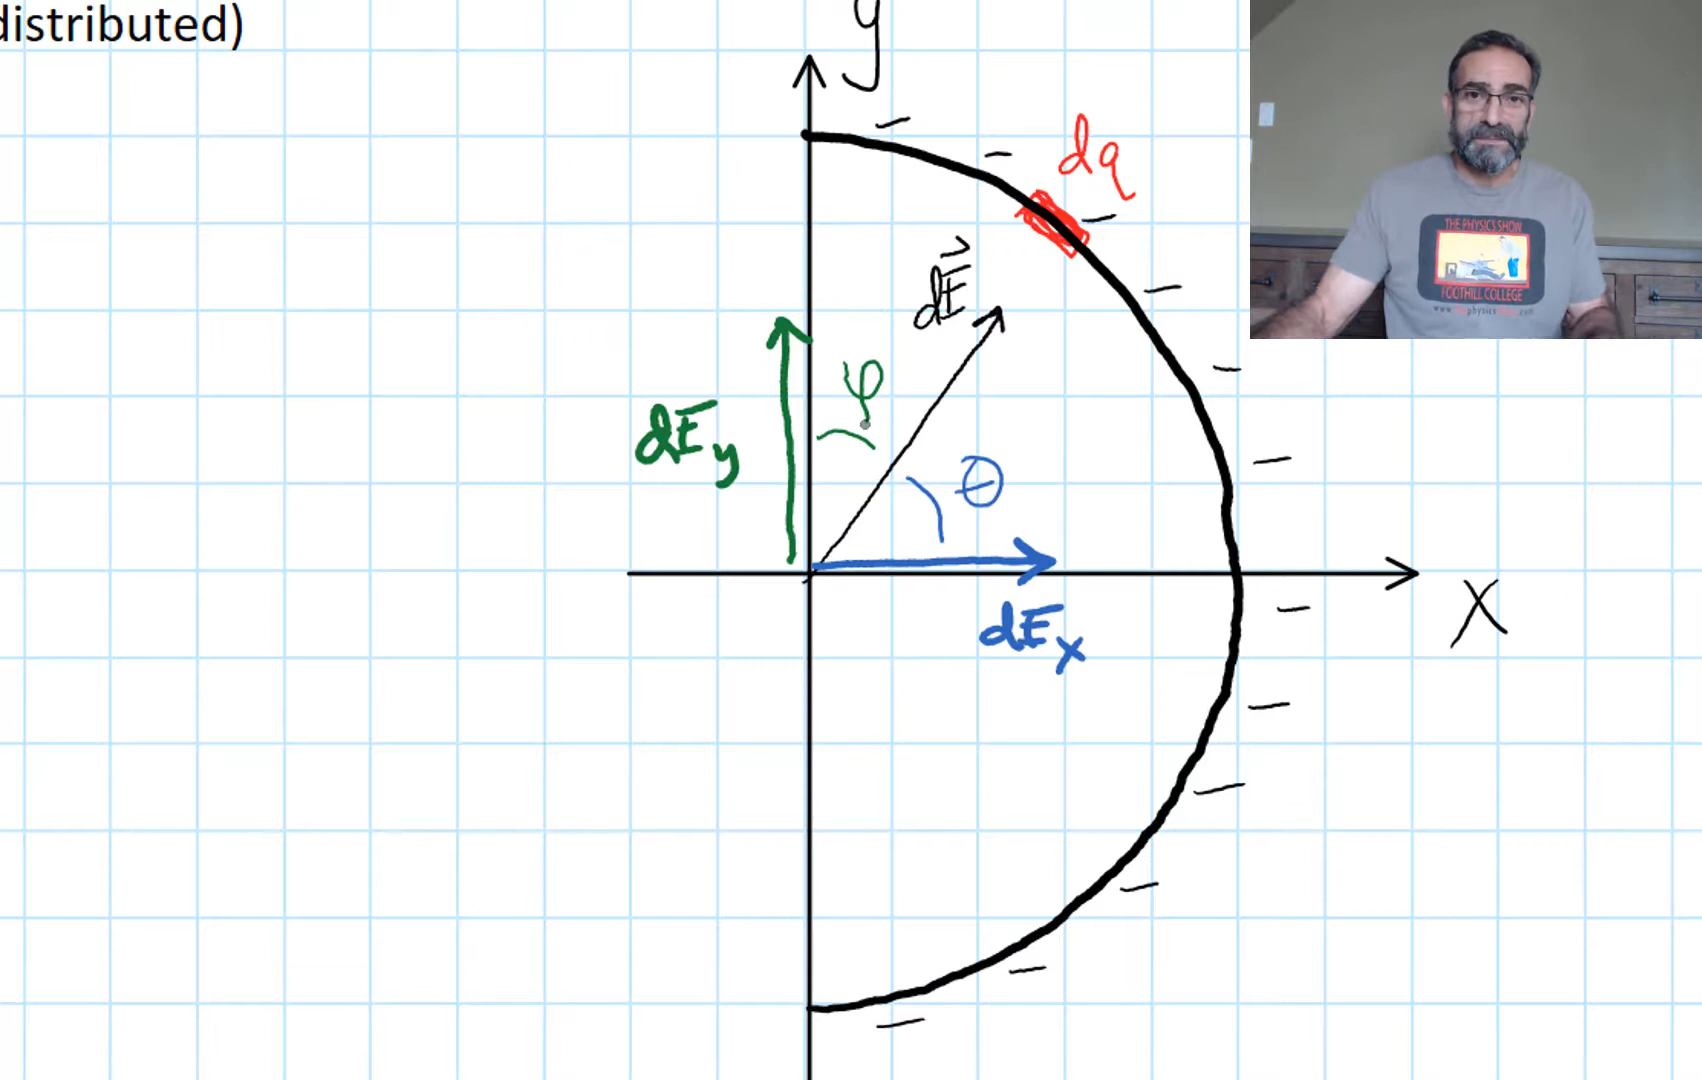 distributed)
y
dq
dE
φ
dEy
θ
dEx
X
THE PHYSICS SHOW
FOOTHILL COLLEGE